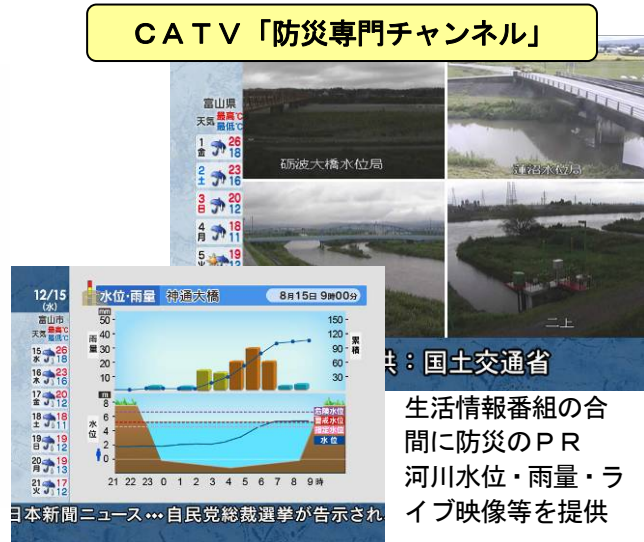 ＣＡＴＶ「防災専門チャンネル」
富山県
天気 最高℃
最低℃
1 金 26 18
2 土 23 16
3 日 20 12
4 月 18 11
5 火 19 12
砺波大橋水位局
蓮沼水位局
二上
：国土交通省
12/15
(水)
富山市
天気 最高℃
最低℃
15 水 26 18
16 木 23 16
17 金 20 12
18 土 18 11
19 日 19 12
20 月 19 13
21 火 17 12
水位・雨量 神通大橋 8月15日 9時00分
mm
50 150
40 120
30 90
20 60
10 30
雨量
累積
m
8
6
4
2
0
水位
危険水位
警戒水位
指定水位
水位
21 22 23 0 1 2 3 4 5 6 7 8 9時
日本新聞ニュース…自民党総裁選挙が告示され
生活情報番組の合
間に防災のＰＲ
河川水位・雨量・ラ
イブ映像等を提供